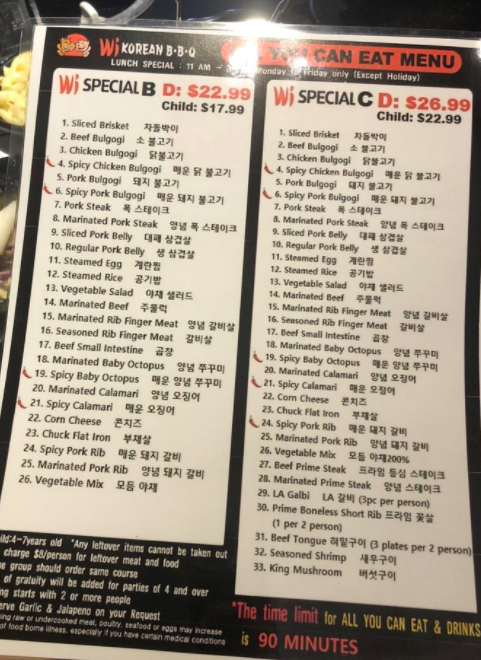 Wi KOREAN B·B·Q
YOU CAN EAT MENU
LUNCH SPECIAL : 11 AM
Monday to Friday only (Except Holiday)
Wi SPECIAL B D: $22.99
Child: $17.99
1. Sliced Brisket 차돌박이
2. Beef Bulgogi 소 불고기
3. Chicken Bulgogi 닭불고기
4. Spicy Chicken Bulgogi 매운 닭 불고기
5. Pork Bulgogi 돼지 불고기
6. Spicy Pork Bulgogi 매운 돼지 불고기
7. Pork Steak 폭 스테이크
8. Marinated Pork Steak 양념 폭 스테이크
9. Sliced Pork Belly 대패 삼겹살
10. Regular Pork Belly 생 삼겹살
11. Steamed Egg 계란찜
12. Steamed Rice 공기밥
13. Vegetable Salad 야채 샐러드
14. Marinated Beef 주물럭
15. Marinated Rib Finger Meat 양념 갈비살
16. Seasoned Rib Finger Meat 갈비살
17. Beef Small Intestine 곱창
18. Marinated Baby Octopus 양념 쭈꾸미
19. Spicy Baby Octopus 매운 양념 쭈꾸미
20. Marinated Calamari 양념 오징어
21. Spicy Calamari 매운 오징어
22. Corn Cheese 콘치즈
23. Chuck Flat Iron 부채살
24. Spicy Pork Rib 매운 돼지 갈비
25. Marinated Pork Rib 양념 돼지 갈비
26. Vegetable Mix 모듬 야채
Wi SPECIAL C D: $26.99
Child: $22.99
1. Sliced Brisket 차돌박이
2. Beef Bulgogi 소 불고기
3. Chicken Bulgogi 닭불고기
4. Spicy Chicken Bulgogi 매운 닭 불고기
5. Pork Bulgogi 돼지 불고기
6. Spicy Pork Bulgogi 매운 돼지 불고기
7. Pork Steak 폭 스테이크
8. Marinated Pork Steak 양념 폭 스테이크
9. Sliced Pork Belly 대패 삼겹살
10. Regular Pork Belly 생 삼겹살
11. Steamed Egg 계란찜
12. Steamed Rice 공기밥
13. Vegetable Salad 야채 샐러드
14. Marinated Beef 주물럭
15. Marinated Rib Finger Meat 양념 갈비살
16. Seasoned Rib Finger Meat 갈비살
17. Beef Small Intestine 곱창
18. Marinated Baby Octopus 양념 쭈꾸미
19. Spicy Baby Octopus 매운 양념 쭈꾸미
20. Marinated Calamari 양념 오징어
21. Spicy Calamari 매운 오징어
22. Corn Cheese 콘치즈
23. Chuck Flat Iron 부채살
24. Spicy Pork Rib 매운 돼지 갈비
25. Marinated Pork Rib 양념 돼지 갈비
26. Vegetable Mix 모듬 야채200%
27. Beef Prime Steak 프라임 등심 스테이크
28. Marinated Prime Steak 양념 스테이크
29. LA Galbi LA 갈비 (3pc per person)
30. Prime Boneless Short Rib 프라임 꽃살
(1 per 2 person)
31. Beef Tongue 혀밑구이 (3 plates per 2 person)
32. Seasoned Shrimp 새우구이
33. King Mushroom 버섯구이
ild:4~7years old *Any leftover items cannot be taken out
charge $8/person for leftover meat and food
e group should order same course
of gratuity will be added for parties of 4 and over
ng starts with 2 or more people
erve Garlic & Jalapeno on your Request
ning raw or undercooked meat, poultry, seafood or eggs may increase
of food borne illness, especially if you have certain medical conditions
*The time limit for ALL YOU CAN EAT & DRINKS
is 90 MINUTES